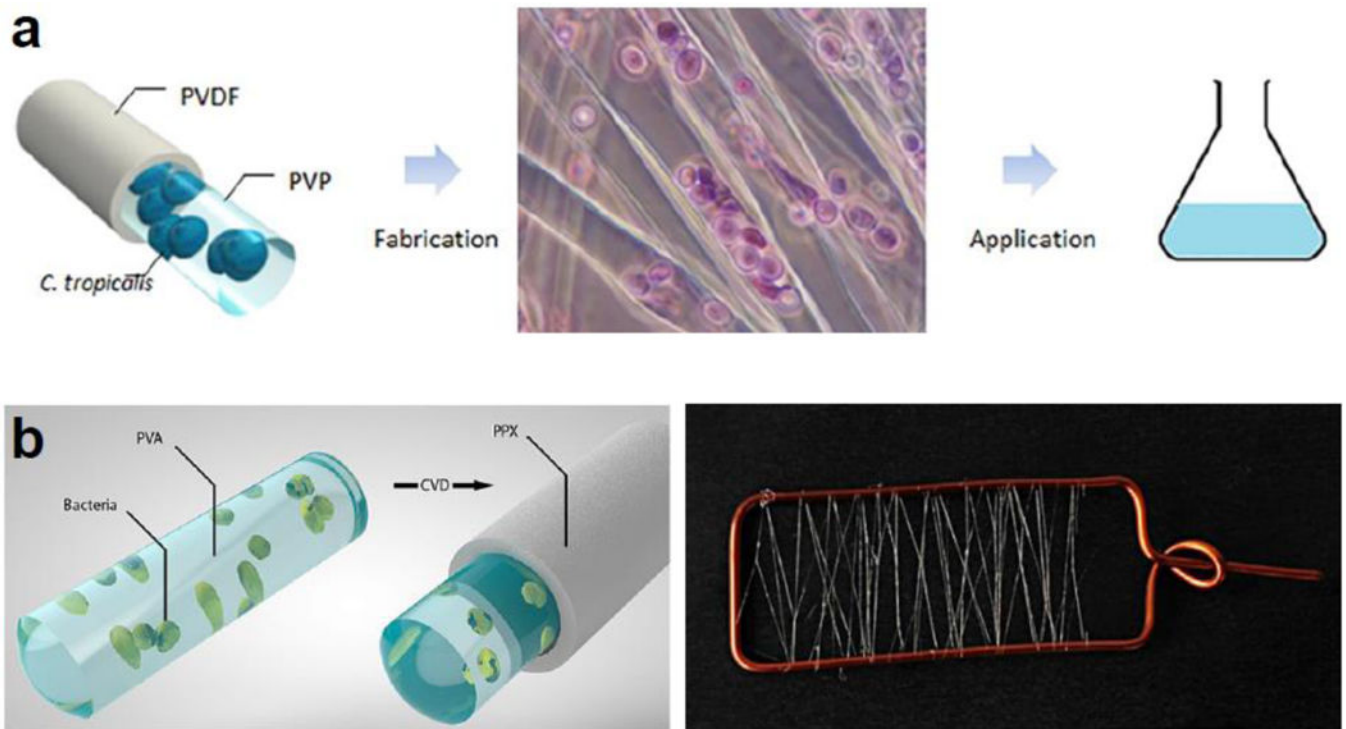 a
PVDF
PVP
C. tropicalis
Fabrication
Application
b
PVA
Bacteria
CVD
PPX